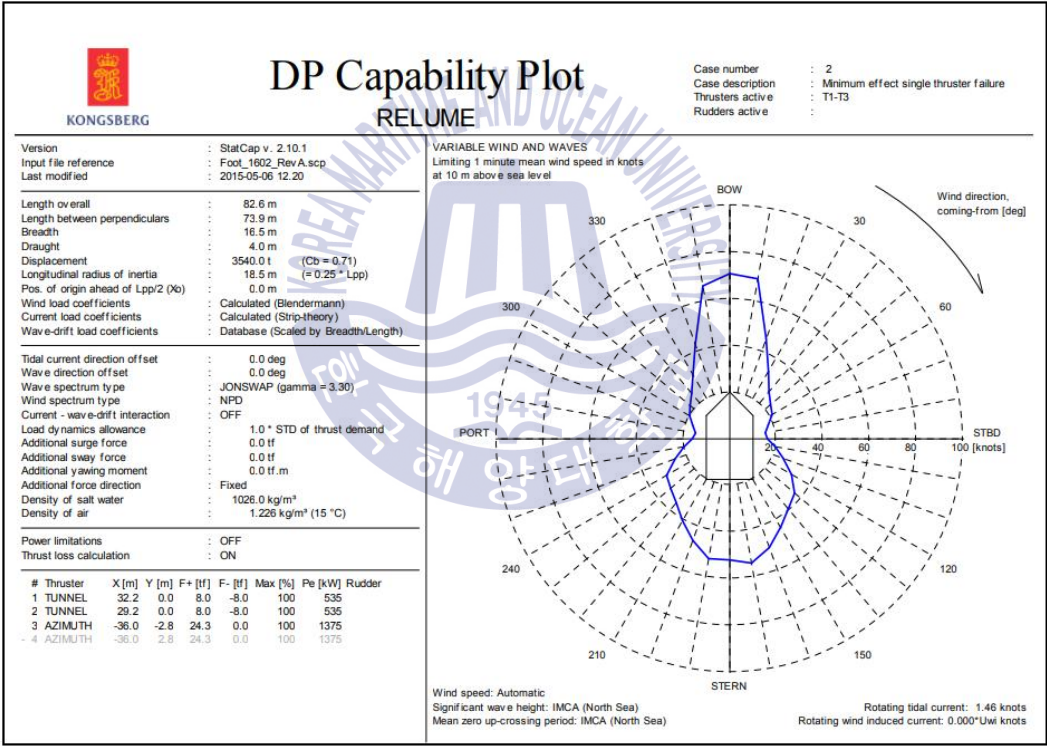 KONGSBERG
DP Capability Plot
RELUME
Case number : 2
Case description : Minimum effect single thruster failure
Thrusters active : T1-T3
Rudders active :
Version : StatCap v. 2.10.1
Input file reference : Foot_1602_RevA.scp
Last modified : 2015-05-06 12.20
Length overall : 82.6 m
Length between perpendiculars : 73.9 m
Breadth : 16.5 m
Draught : 4.0 m
Displacement : 3540.0 t (Cb = 0.71)
Longitudinal radius of inertia : 18.5 m (= 0.25 * Lpp)
Pos. of origin ahead of Lpp/2 (Xo) : 0.0 m
Wind load coefficients : Calculated (Blendermann)
Current load coefficients : Calculated (Strip-theory)
Wave-drift load coefficients : Database (Scaled by Breadth/Length)
Tidal current direction offset : 0.0 deg
Wave direction offset : 0.0 deg
Wave spectrum type : JONSWAP (gamma = 3.30)
Wind spectrum type : NPD
Current - wave-drift interaction : OFF
Load dynamics allowance : 1.0 * STD of thrust demand
Additional surge force : 0.0 tf
Additional sway force : 0.0 tf
Additional yawing moment : 0.0 tf.m
Additional force direction : Fixed
Density of salt water : 1026.0 kg/m³
Density of air : 1.226 kg/m³ (15 °C)
Power limitations : OFF
Thrust loss calculation : ON
# Thruster X [m] Y [m] F+ [tf] F- [tf] Max [%] Pe [kW] Rudder
1 TUNNEL 32.2 0.0 8.0 -8.0 100 535
2 TUNNEL 29.2 0.0 8.0 -8.0 100 535
3 AZIMUTH -36.0 -2.8 24.3 0.0 100 1375
- 4 AZIMUTH -36.0 2.8 24.3 0.0 100 1375
VARIABLE WIND AND WAVES
Limiting 1 minute mean wind speed in knots
at 10 m above sea level
Wind direction,
coming-from [deg]
BOW
330
30
300
60
PORT
STBD
20 40 60 80 100 [knots]
240
120
210
150
STERN
Wind speed: Automatic
Significant wave height: IMCA (North Sea)
Mean zero up-crossing period: IMCA (North Sea)
Rotating tidal current: 1.46 knots
Rotating wind induced current: 0.000*Uwi knots
KOREA MARITIME AND OCEAN UNIVERSITY
1945
한국해양대학교